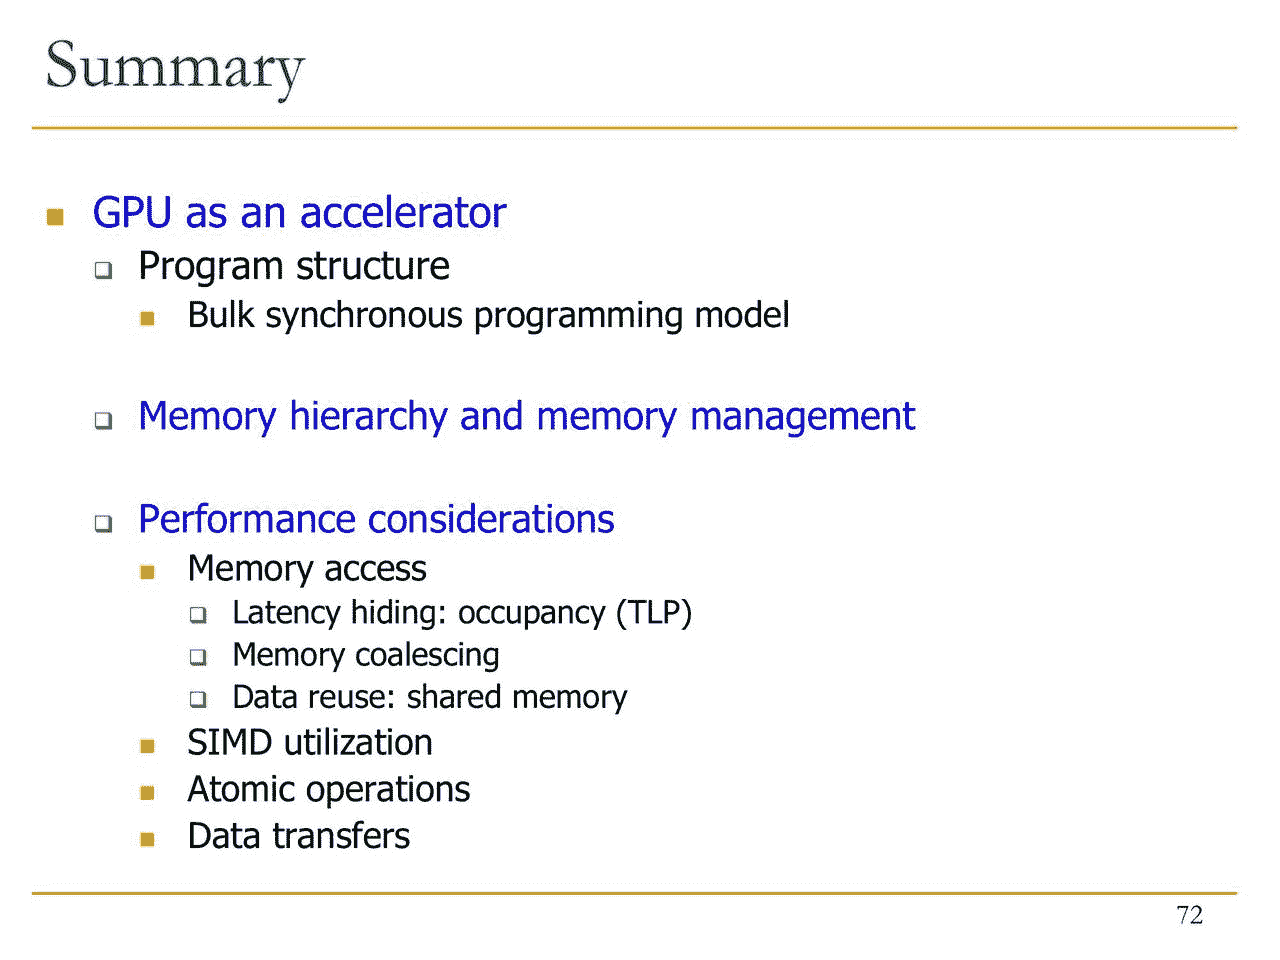 Summary
GPU as an accelerator
Program structure
Bulk synchronous programming model
Memory hierarchy and memory management
Performance considerations
Memory access
Latency hiding: occupancy (TLP)
Memory coalescing
Data reuse: shared memory
SIMD utilization
Atomic operations
Data transfers
72